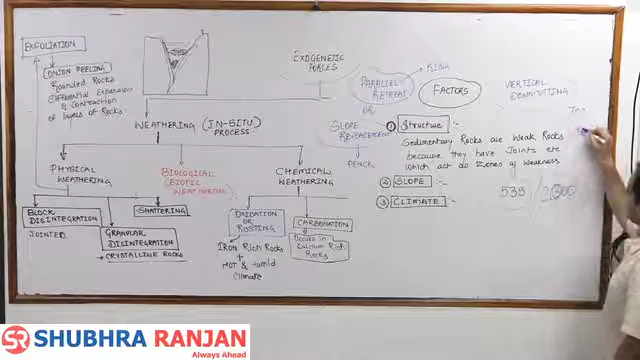 EXFOLIATION
ONION PEELING
Rounded Rocks
Differential Expansion
& Contraction
of layers of Rocks
EXOGENETIC
FORCES
WEATHERING (IN-SITU)
PROCESS
PHYSICAL
WEATHERING
BIOLOGICAL
(BIOTIC
WEATHERING)
CHEMICAL
WEATHERING
BLOCK
DISINTEGRATION
JOINTED
SHATTERING
GRANULAR
DISINTEGRATION
→ CRYSTALLINE ROCKS
OXIDATION
OR
RUSTING
IRON RICH ROCKS
+
HOT & Humid
Climate
CARBONATION
Occurs in
Calcium Rich
Rocks
PARALLEL
RETREAT
KING
OR
SLOPE
REPLACEMENT
PENCK
FACTORS
VERTICAL
① Structure :-
Sedimentary Rocks are Weak Rocks
because they have Joints etc
which act as Zones of Weakness
② SLOPE :-
③ CLIMATE :-
535
SR SHUBHRA RANJAN
Always Ahead